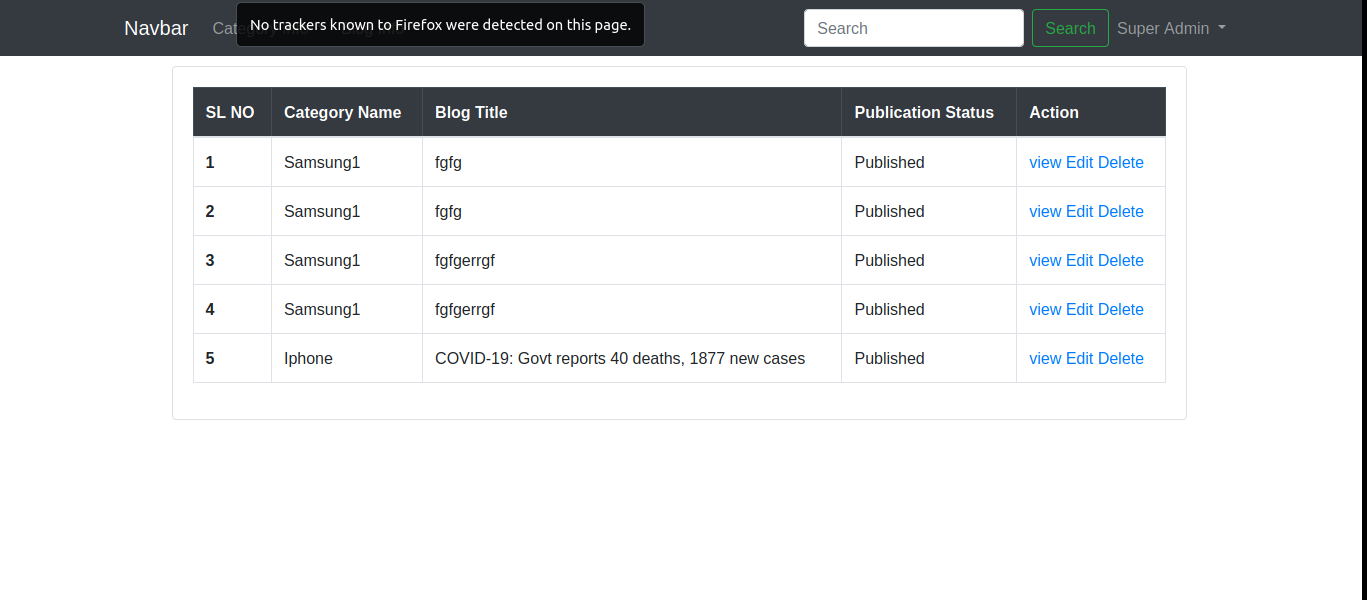 Navbar
No trackers known to Firefox were detected on this page.
Search
Search
Super Admin
SL NO Category Name Blog Title Publication Status Action
1 Samsung1 fgfg Published view Edit Delete
2 Samsung1 fgfg Published view Edit Delete
3 Samsung1 fgfgerrgf Published view Edit Delete
4 Samsung1 fgfgerrgf Published view Edit Delete
5 Iphone COVID-19: Govt reports 40 deaths, 1877 new cases Published view Edit Delete